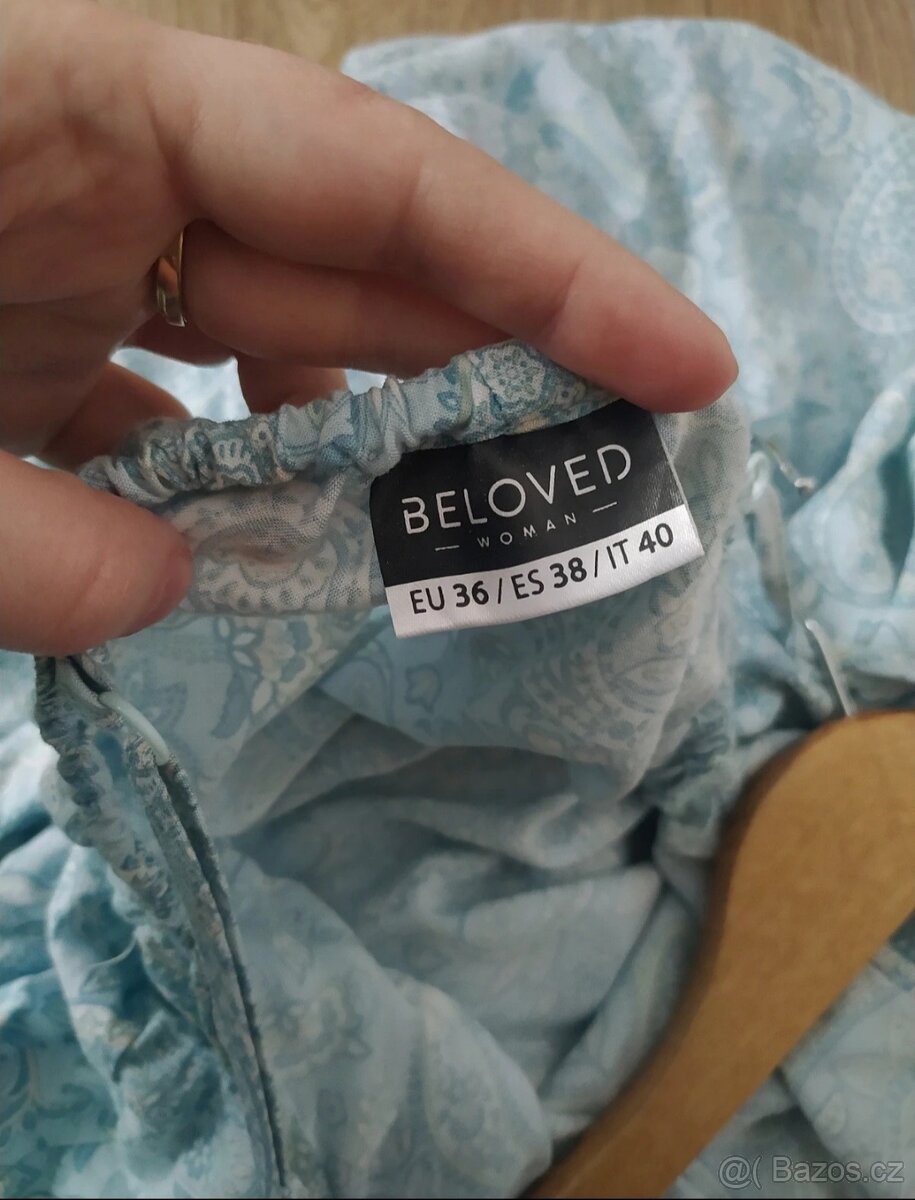 BELOVED
— WOMAN —
EU 36 / ES 38 / IT 40
@( Bazos.cz